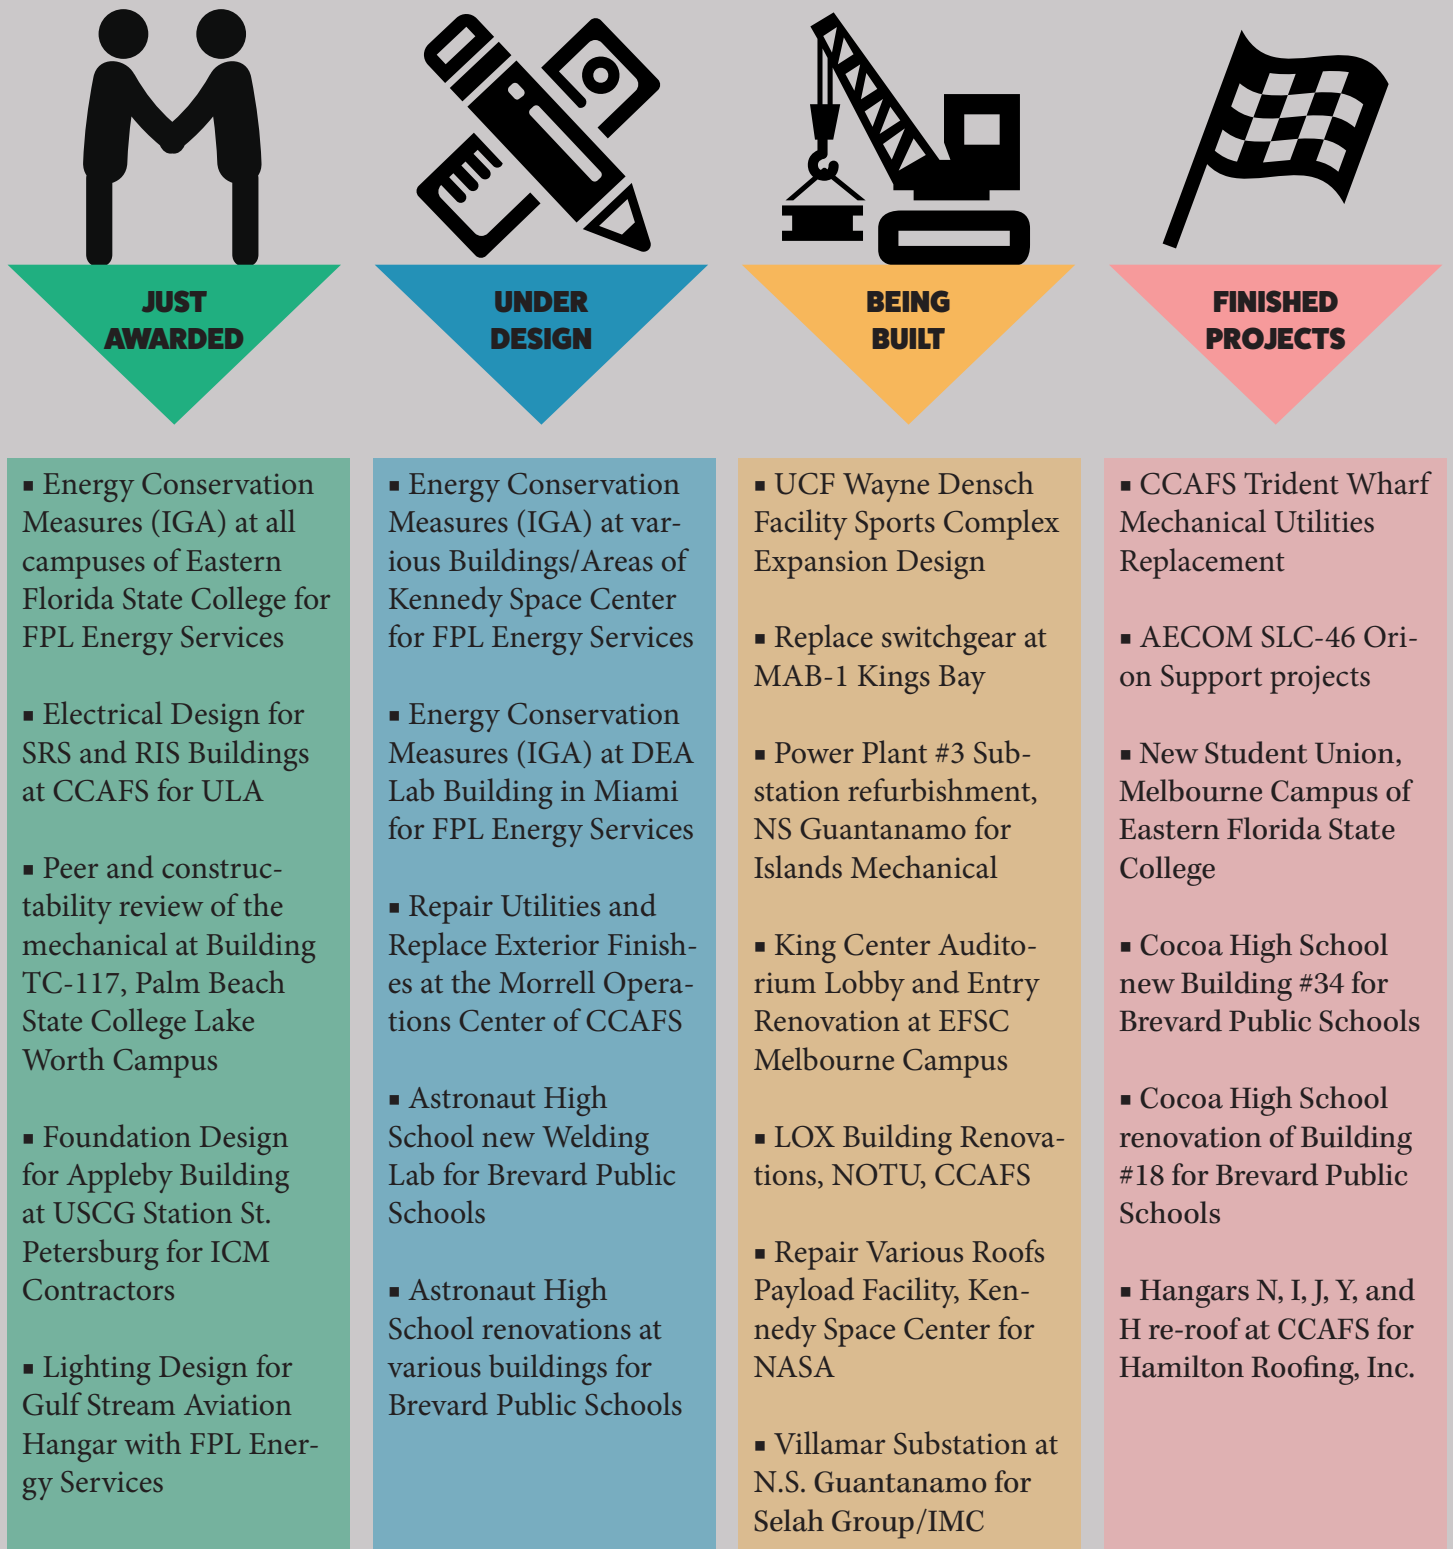 JUST
AWARDED
▪ Energy Conservation
Measures (IGA) at all
campuses of Eastern
Florida State College for
FPL Energy Services
▪ Electrical Design for
SRS and RIS Buildings
at CCAFS for ULA
▪ Peer and construc-
tability review of the
mechanical at Building
TC-117, Palm Beach
State College Lake
Worth Campus
▪ Foundation Design
for Appleby Building
at USCG Station St.
Petersburg for ICM
Contractors
▪ Lighting Design for
Gulf Stream Aviation
Hangar with FPL Ener-
gy Services
UNDER
DESIGN
▪ Energy Conservation
Measures (IGA) at var-
ious Buildings/Areas of
Kennedy Space Center
for FPL Energy Services
▪ Energy Conservation
Measures (IGA) at DEA
Lab Building in Miami
for FPL Energy Services
▪ Repair Utilities and
Replace Exterior Finish-
es at the Morrell Opera-
tions Center of CCAFS
▪ Astronaut High
School new Welding
Lab for Brevard Public
Schools
▪ Astronaut High
School renovations at
various buildings for
Brevard Public Schools
BEING
BUILT
▪ UCF Wayne Densch
Facility Sports Complex
Expansion Design
▪ Replace switchgear at
MAB-1 Kings Bay
▪ Power Plant #3 Sub-
station refurbishment,
NS Guantanamo for
Islands Mechanical
▪ King Center Audito-
rium Lobby and Entry
Renovation at EFSC
Melbourne Campus
▪ LOX Building Renova-
tions, NOTU, CCAFS
▪ Repair Various Roofs
Payload Facility, Ken-
nedy Space Center for
NASA
▪ Villamar Substation at
N.S. Guantanamo for
Selah Group/IMC
FINISHED
PROJECTS
▪ CCAFS Trident Wharf
Mechanical Utilities
Replacement
▪ AECOM SLC-46 Ori-
on Support projects
▪ New Student Union,
Melbourne Campus of
Eastern Florida State
College
▪ Cocoa High School
new Building #34 for
Brevard Public Schools
▪ Cocoa High School
renovation of Building
#18 for Brevard Public
Schools
▪ Hangars N, I, J, Y, and
H re-roof at CCAFS for
Hamilton Roofing, Inc.